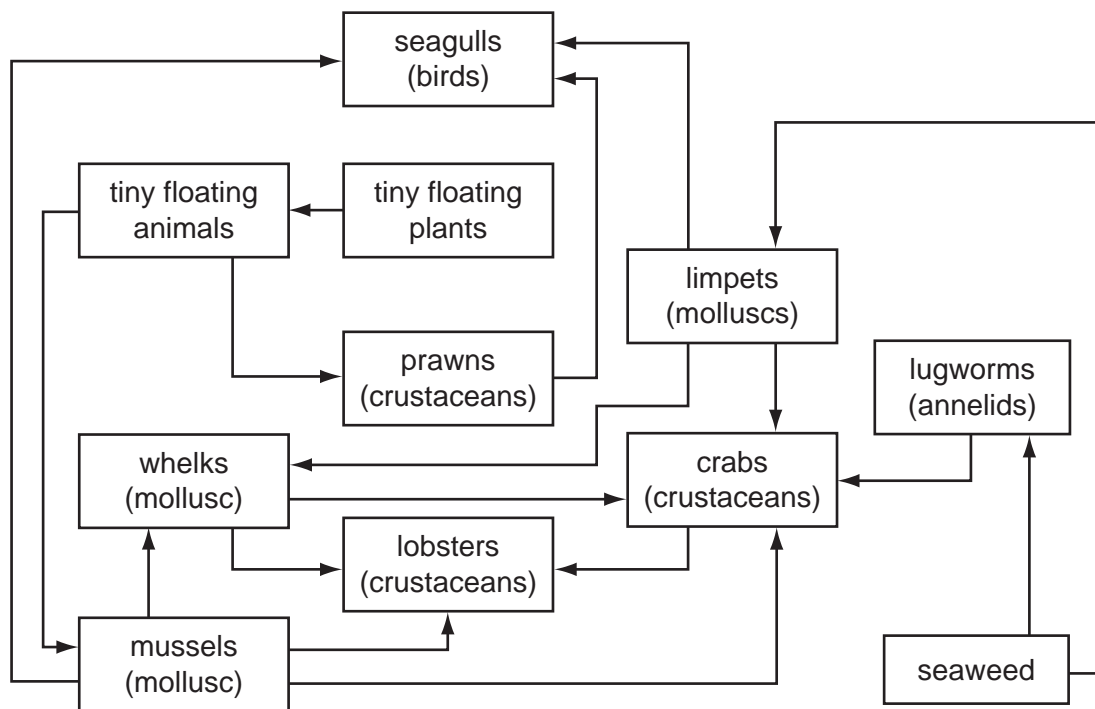 seagulls
(birds)
tiny floating
animals
tiny floating
plants
limpets
(molluscs)
prawns
(crustaceans)
lugworms
(annelids)
whelks
(mollusc)
crabs
(crustaceans)
lobsters
(crustaceans)
mussels
(mollusc)
seaweed